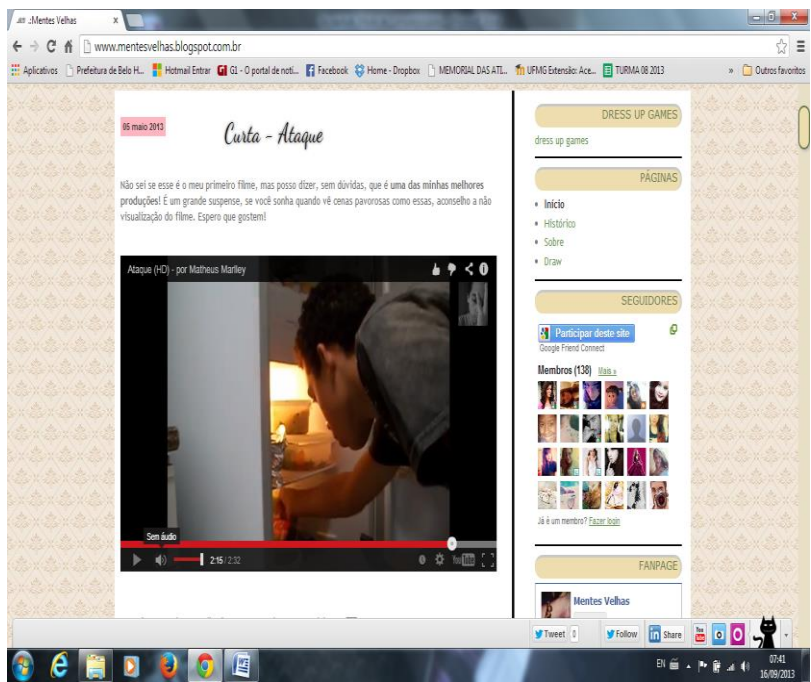 .:Mentes Velhas
www.mentesvelhas.blogspot.com.br
Aplicativos
Prefeitura de Belo H...
Hotmail Entrar
G1 - O portal de notí...
Facebook
Home - Dropbox
MEMORIAL DAS ATI...
UFMG Extensão: Ace...
TURMA 08 2013
»
Outros favoritos
05 maio 2013
Curta - Ataque
Não sei se esse é o meu primeiro filme, mas posso dizer, sem dúvidas, que é uma das minhas melhores
produções! É um grande suspense, se você sonha quando vê cenas pavorosas como essas, aconselho a não
visualização do filme. Espero que gostem!
Ataque (HD) - por Matheus Marlley
Sem áudio
2:15 / 2:32
YouTube
DRESS UP GAMES
dress up games
PÁGINAS
Início
Histórico
Sobre
Draw
SEGUIDORES
Participar deste site
Google Friend Connect
Membros (138) Mais »
Já é um membro? Fazer login
FANPAGE
Mentes Velhas
Tweet 0
Follow
in Share
You Tube
EN
07:41
16/09/2013